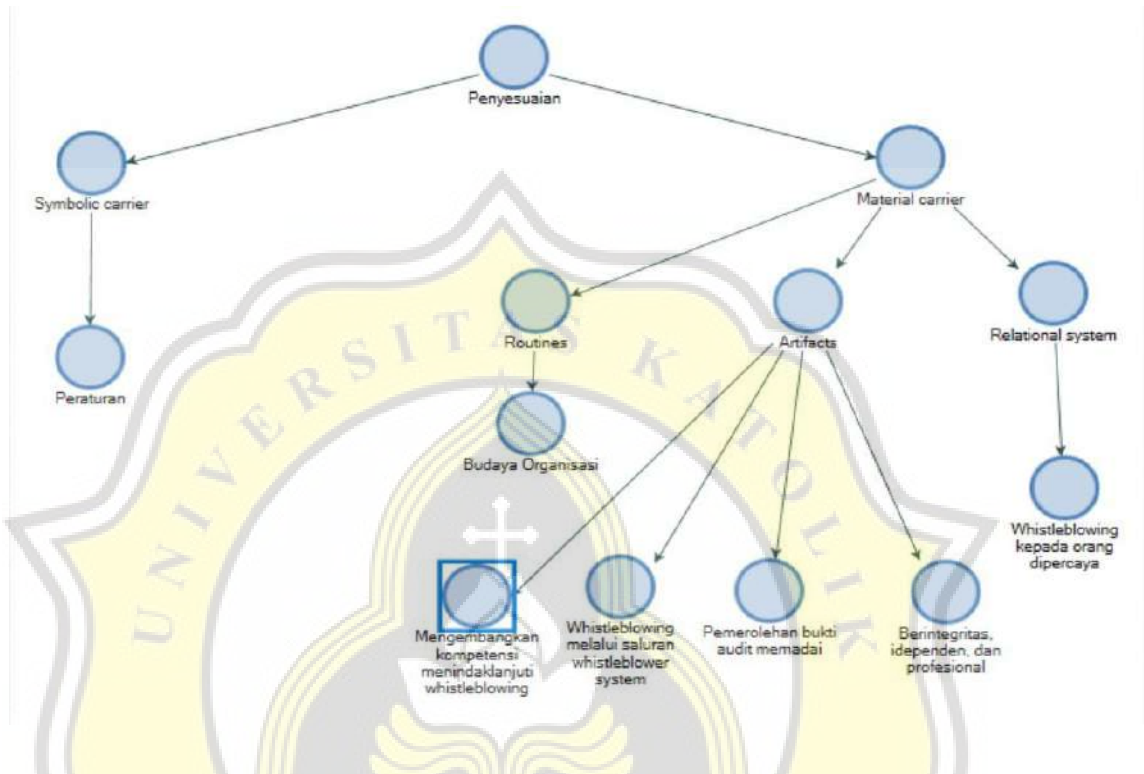 Penyesuaian
Symbolic carrier
Material carrier
Routines
Artifacts
Relational system
Peraturan
Budaya Organisasi
Whistleblowing
kepada orang
dipercaya
Mengembangkan
kompetensi
menindaklanjuti
whistleblowing
Whistleblowing
melalui saluran
whistleblower
system
Pemerolehan bukti
audit memadai
Berintegritas,
idependen, dan
profesional
UNIVERSITAS KATOLIK